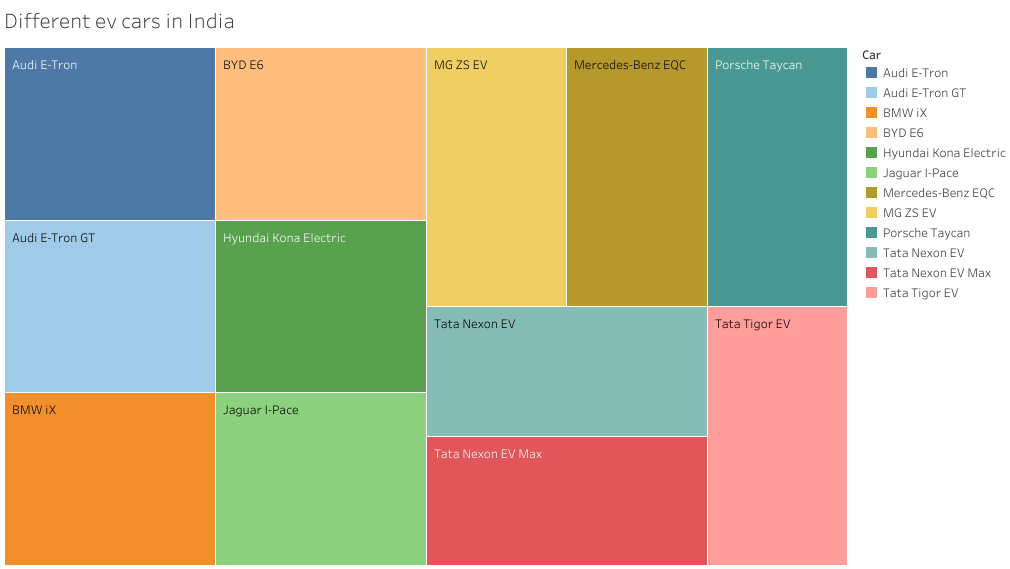 Different ev cars in India
Audi E-Tron
BYD E6
MG ZS EV
Mercedes-Benz EQC
Porsche Taycan
Audi E-Tron GT
Hyundai Kona Electric
Tata Nexon EV
Tata Tigor EV
BMW iX
Jaguar I-Pace
Tata Nexon EV Max
Car
Audi E-Tron
Audi E-Tron GT
BMW iX
BYD E6
Hyundai Kona Electric
Jaguar I-Pace
Mercedes-Benz EQC
MG ZS EV
Porsche Taycan
Tata Nexon EV
Tata Nexon EV Max
Tata Tigor EV